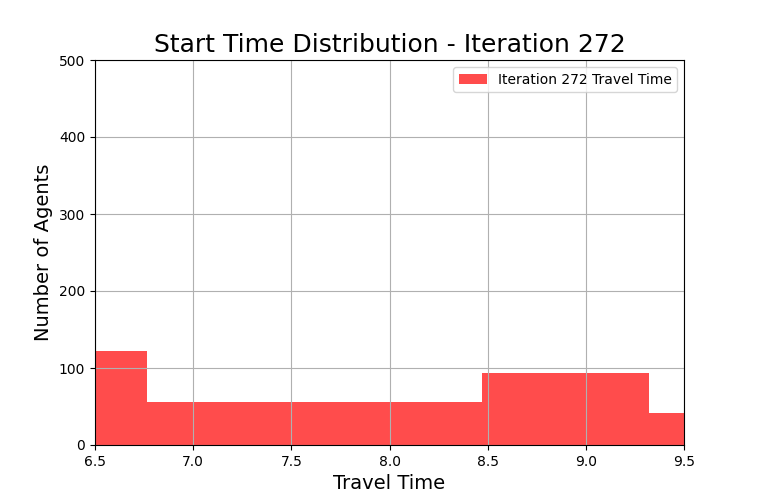 Start Time Distribution - Iteration 272
500
400
300
200
100
0
Number of Agents
Iteration 272 Travel Time
6.5 7.0 7.5 8.0 8.5 9.0 9.5
Travel Time